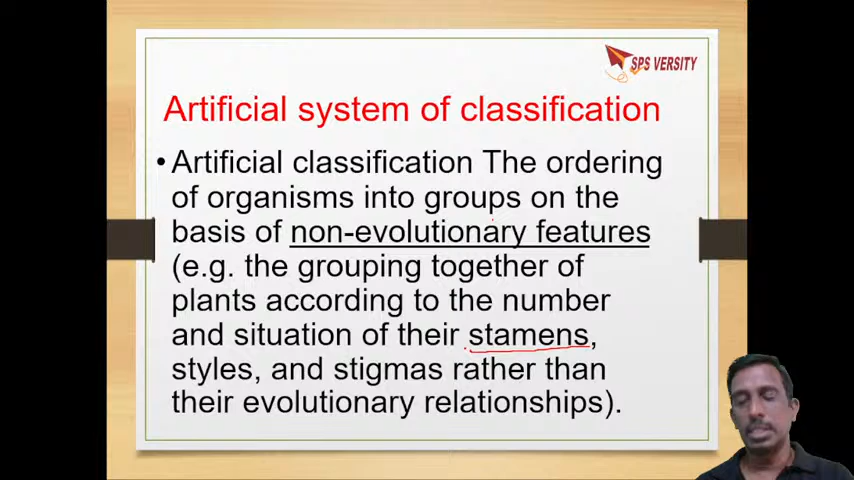 SPS VERSITY
Artificial system of classification
• Artificial classification The ordering
of organisms into groups on the
basis of non-evolutionary features
(e.g. the grouping together of
plants according to the number
and situation of their stamens,
styles, and stigmas rather than
their evolutionary relationships).